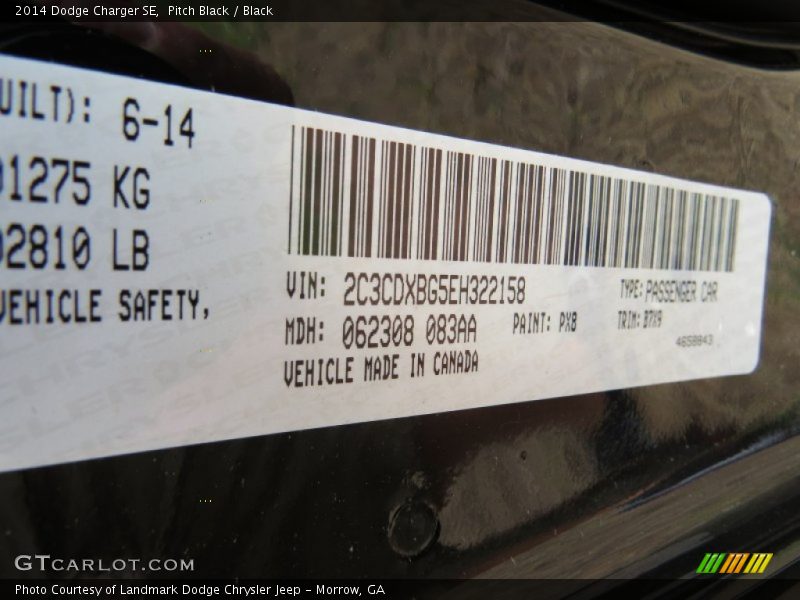 2014 Dodge Charger SE, Pitch Black / Black
UILT): 6-14
01275 KG
02810 LB
VEHICLE SAFETY,
VIN: 2C3CDXBG5EH322158
TYPE: PASSENGER CAR
MDH: 062308 083AA
PAINT: PX8
TRIM: B7X9
4658843
VEHICLE MADE IN CANADA
GTCARLOT.COM
Photo Courtesy of Landmark Dodge Chrysler Jeep - Morrow, GA